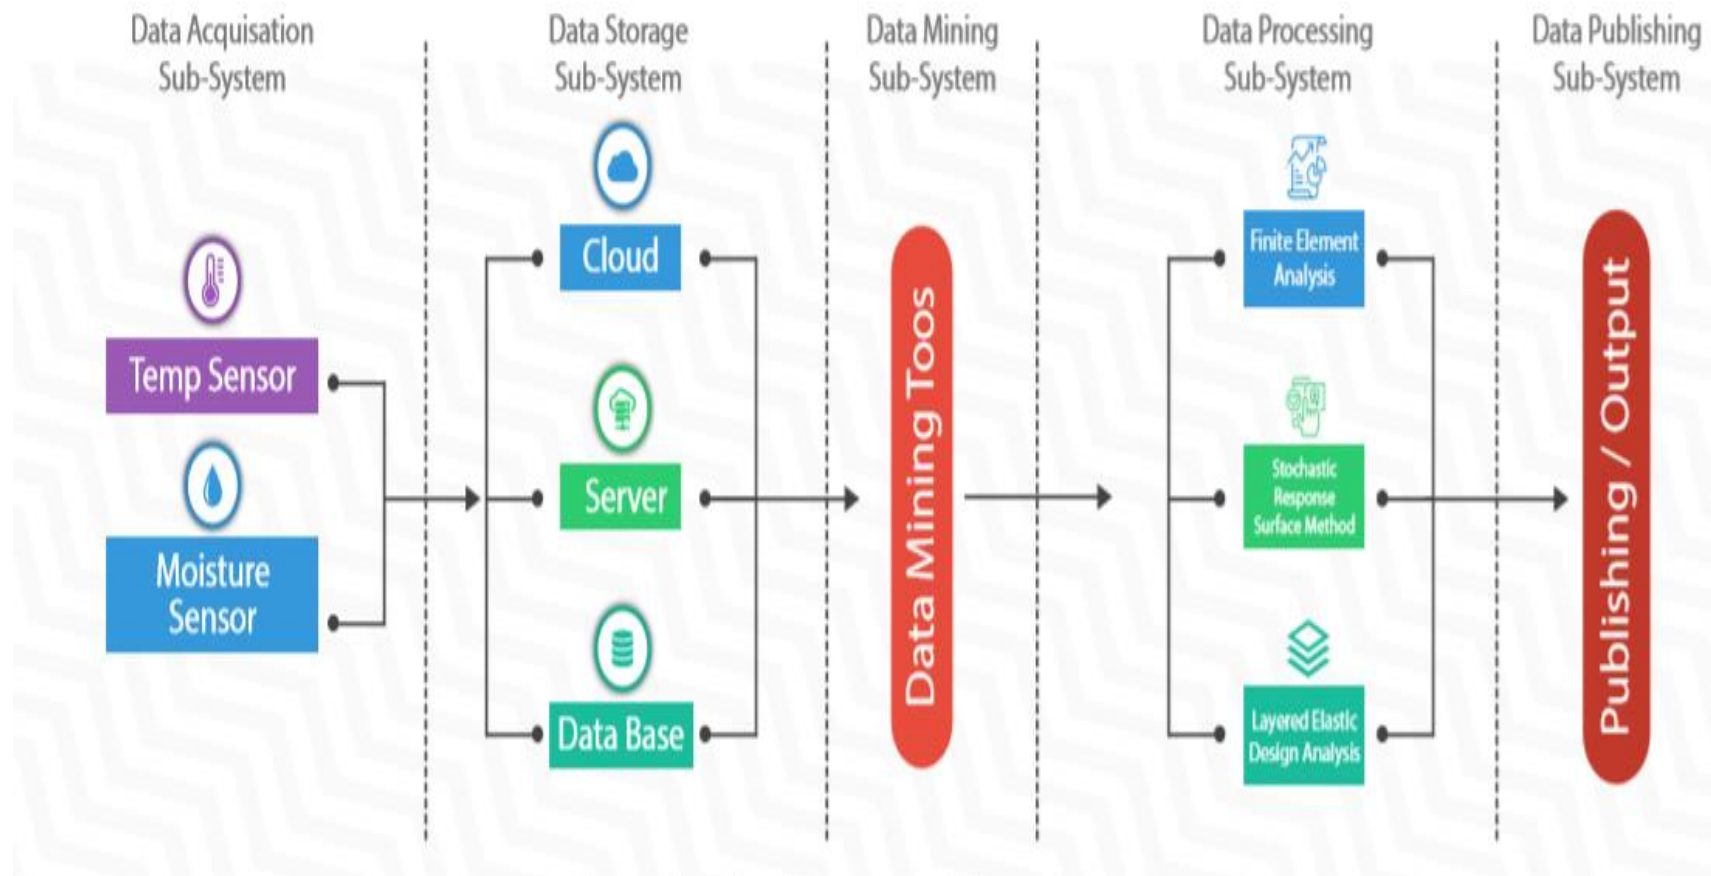 Data Acquisation
Sub-System
Data Storage
Sub-System
Data Mining
Sub-System
Data Processing
Sub-System
Data Publishing
Sub-System
Temp Sensor
Moisture
Sensor
Cloud
Server
Data Base
Data Mining Toos
Finite Element
Analysis
Stochastic
Response
Surface Method
Layered Elastic
Design Analysis
Publishing / Output